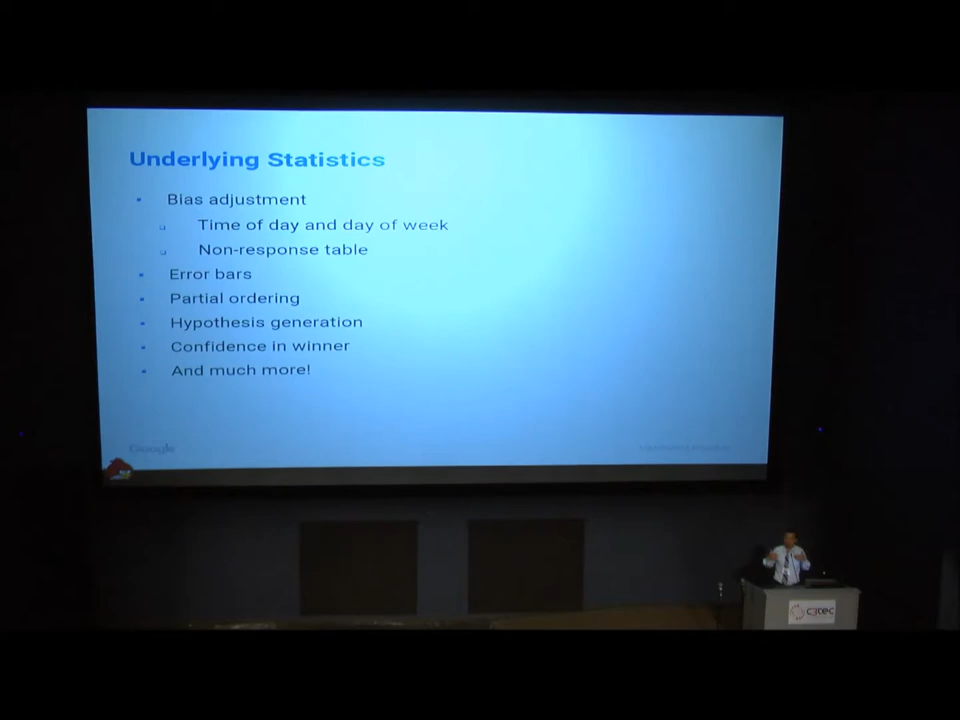 Underlying Statistics
Bias adjustment
Time of day and day of week
Non-response table
Error bars
Partial ordering
Hypothesis generation
Confidence in winner
And much more!
Google